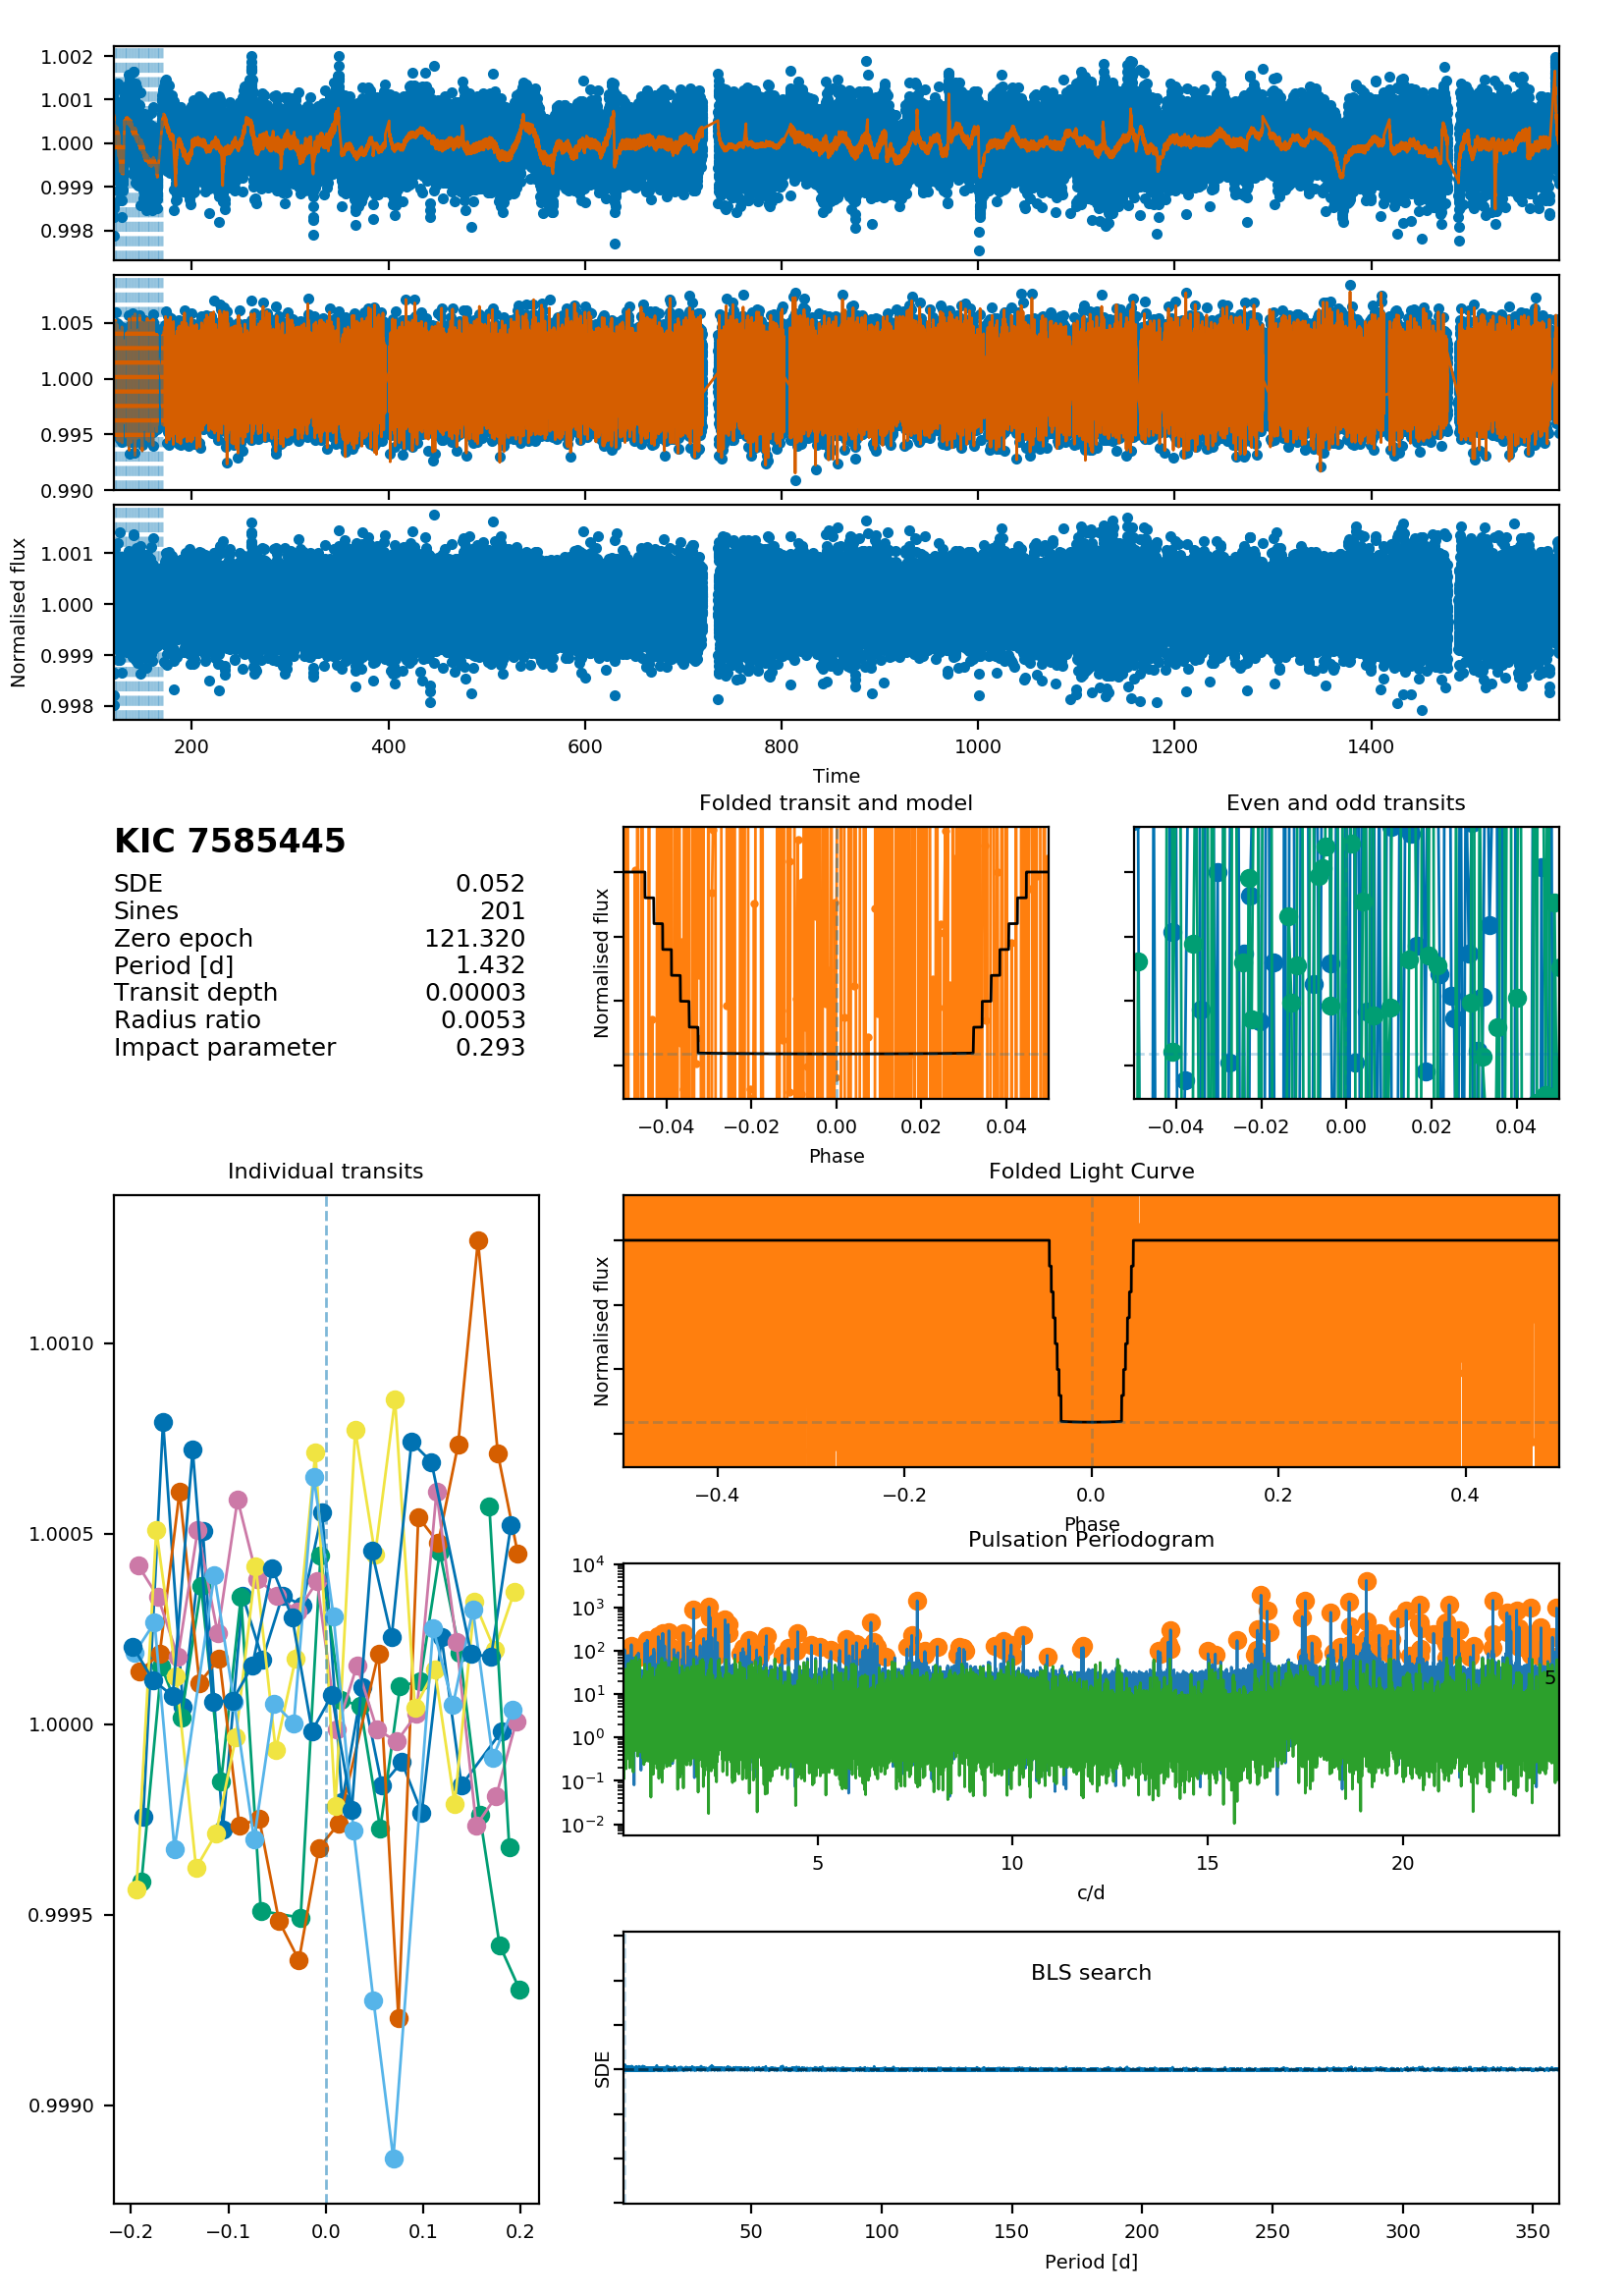 1.002
1.001
1.000
0.999
0.998
1.005
1.000
0.995
0.990
1.001
1.000
0.999
0.998
Normalised flux
200 400 600 800 1000 1200 1400
Time
KIC 7585445
SDE 0.052
Sines 201
Zero epoch 121.320
Period [d] 1.432
Transit depth 0.00003
Radius ratio 0.0053
Impact parameter 0.293
Folded transit and model
Normalised flux
−0.04 −0.02 0.00 0.02 0.04
Phase
Even and odd transits
−0.04 −0.02 0.00 0.02 0.04
Individual transits
1.0010
1.0005
1.0000
0.9995
0.9990
−0.2 −0.1 0.0 0.1 0.2
Folded Light Curve
Normalised flux
−0.4 −0.2 0.0 0.2 0.4
Phase
Pulsation Periodogram
10⁴
10³
10²
10¹
10⁰
10⁻¹
10⁻²
5
5 10 15 20
c/d
BLS search
SDE
50 100 150 200 250 300 350
Period [d]